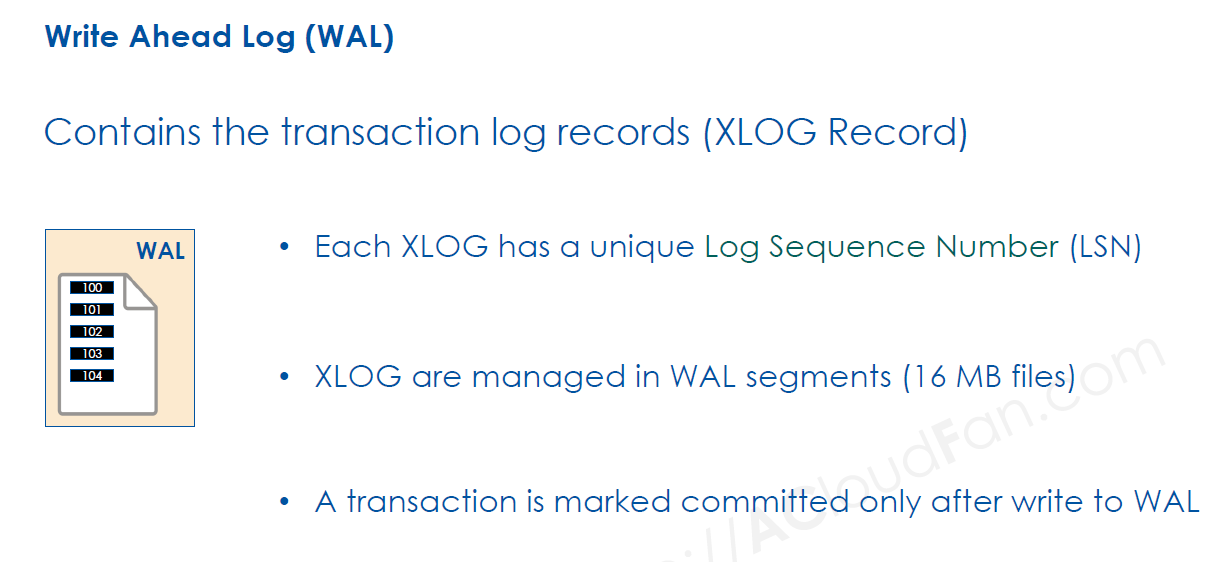 Write Ahead Log (WAL)
Contains the transaction log records (XLOG Record)
WAL
100
101
102
103
104
• Each XLOG has a unique Log Sequence Number (LSN)
• XLOG are managed in WAL segments (16 MB files)
• A transaction is marked committed only after write to WAL
://ACloudFan.com